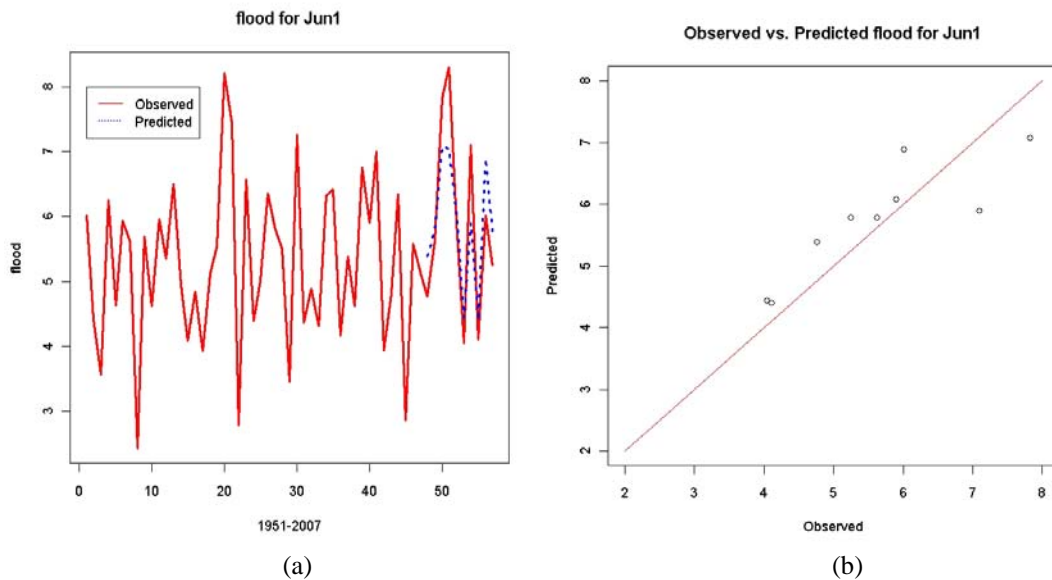 flood for Jun1
Observed
Predicted
flood
8
7
6
5
4
3
0 10 20 30 40 50
1951-2007
(a)
Observed vs. Predicted flood for Jun1
Predicted
8
7
6
5
4
3
2
2 3 4 5 6 7 8
Observed
(b)